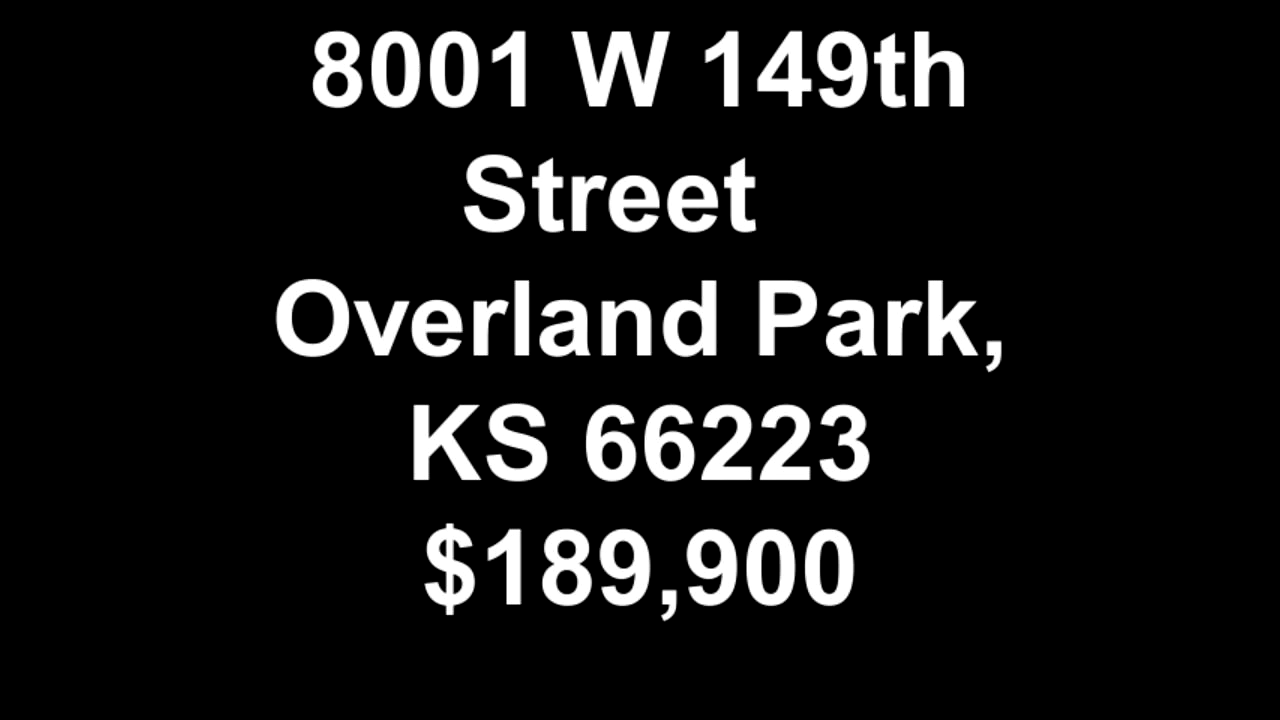 8001 W 149th
Street
Overland Park,
KS 66223
$189,900